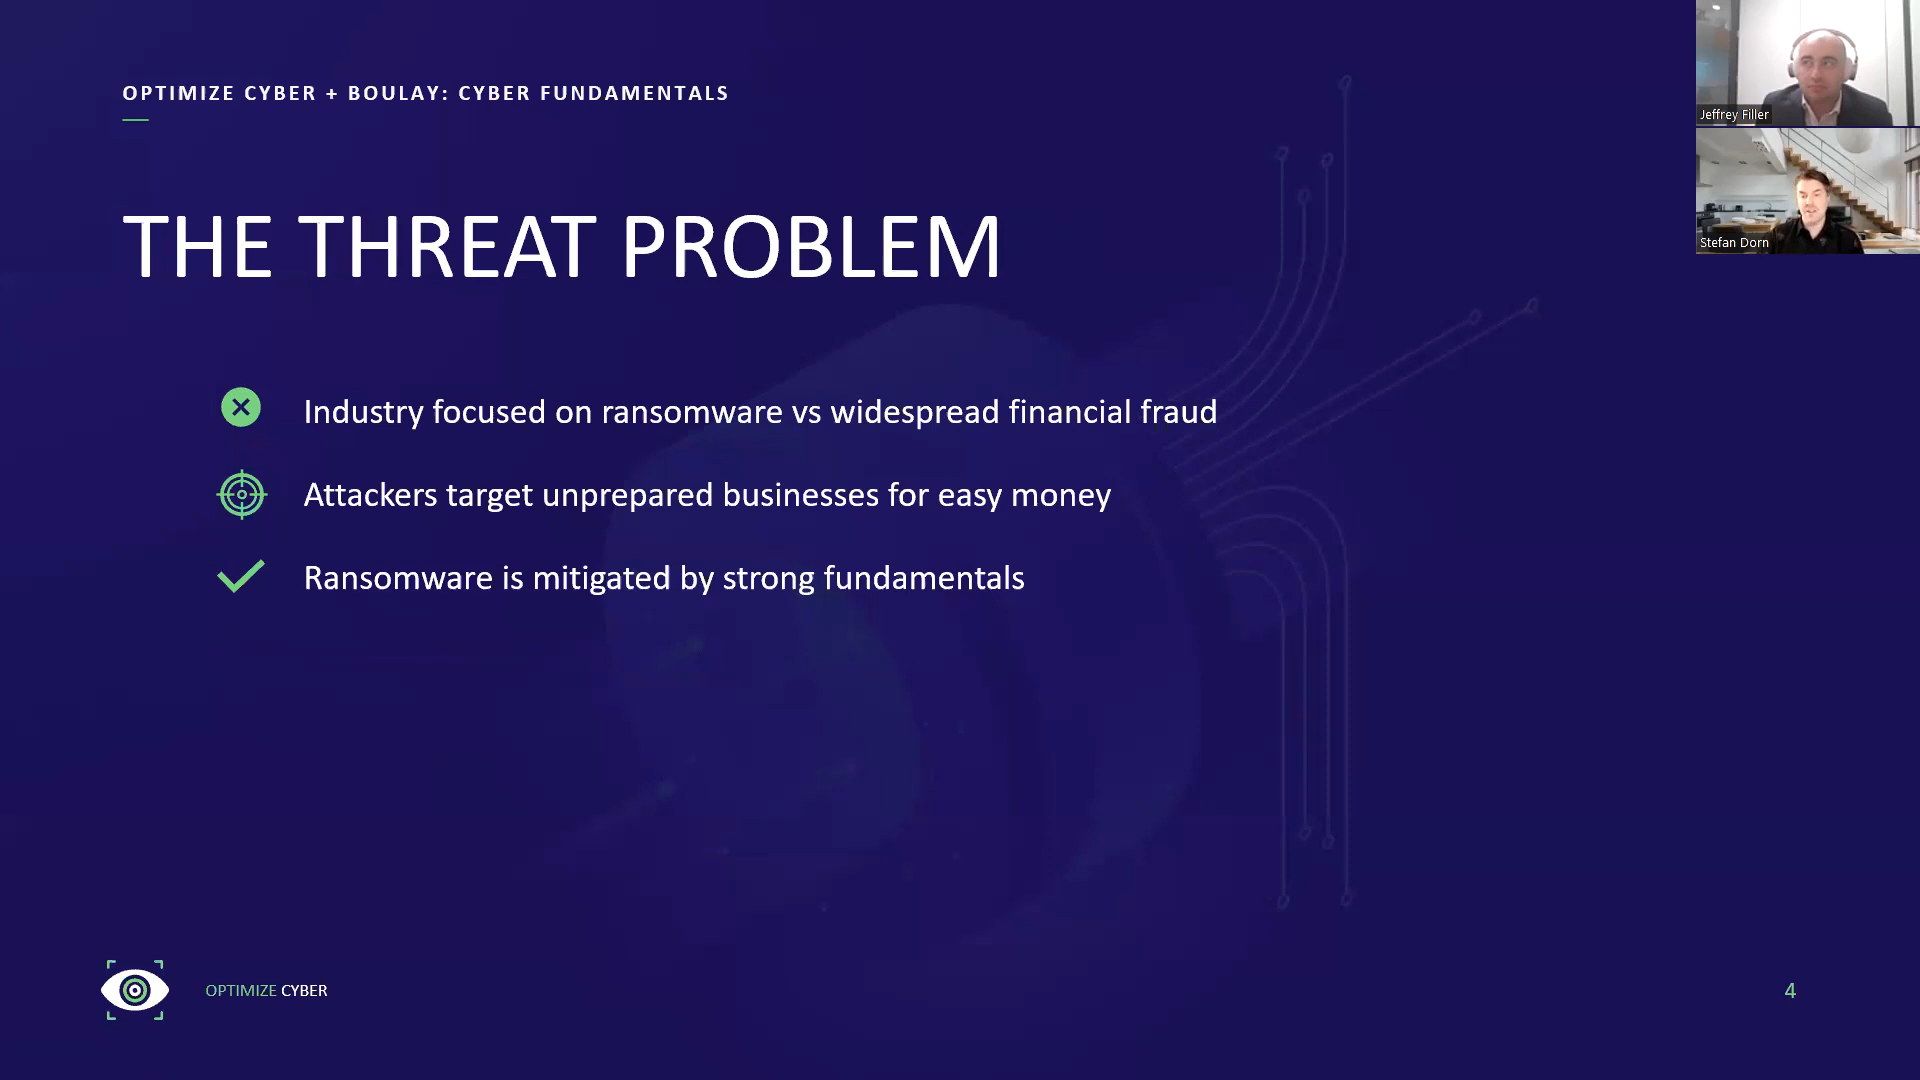 OPTIMIZE CYBER + BOULAY: CYBER FUNDAMENTALS
THE THREAT PROBLEM
Industry focused on ransomware vs widespread financial fraud
Attackers target unprepared businesses for easy money
Ransomware is mitigated by strong fundamentals
OPTIMIZE CYBER
4
Jeffrey Filler
Stefan Dorn